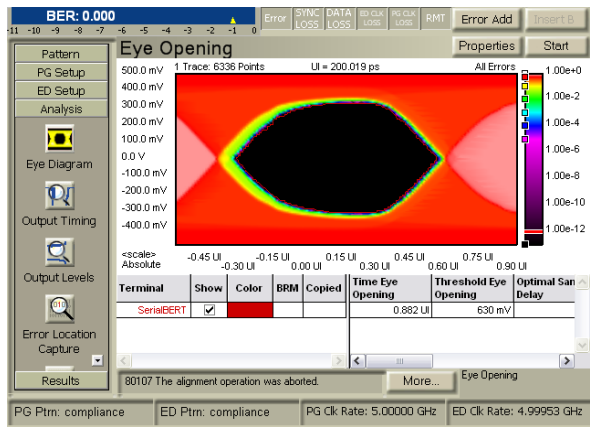 BER: 0.000
-11 -10 -9 -8 -7 -6 -5 -4 -3 -2 -1 0
Error
SYNC LOSS
DATA LOSS
ED CLK LOSS
PG CLK LOSS
RMT
Error Add
Insert B
Pattern
PG Setup
ED Setup
Analysis
Eye Diagram
Output Timing
Output Levels
Error Location
Capture
Results
Eye Opening
Properties
Start
1 Trace: 6336 Points
UI = 200.019 ps
All Errors
500.0 mV
400.0 mV
300.0 mV
200.0 mV
100.0 mV
0.0 V
-100.0 mV
-200.0 mV
-300.0 mV
-400.0 mV
1.00e+0
1.00e-2
1.00e-4
1.00e-6
1.00e-8
1.00e-10
1.00e-12
<scale>
Absolute
-0.45 UI -0.15 UI 0.15 UI 0.45 UI 0.75 UI
-0.30 UI 0.00 UI 0.30 UI 0.60 UI 0.90 UI
Terminal Show Color BRM Copied Time Eye Opening Threshold Eye Opening Optimal Sam Delay
SerialBERT 0.882 UI 630 mV
80107 The alignment operation was aborted.
More...
Eye Opening
PG Ptrn: compliance
ED Ptrn: compliance
PG Clk Rate: 5.00000 GHz
ED Clk Rate: 4.99953 GHz